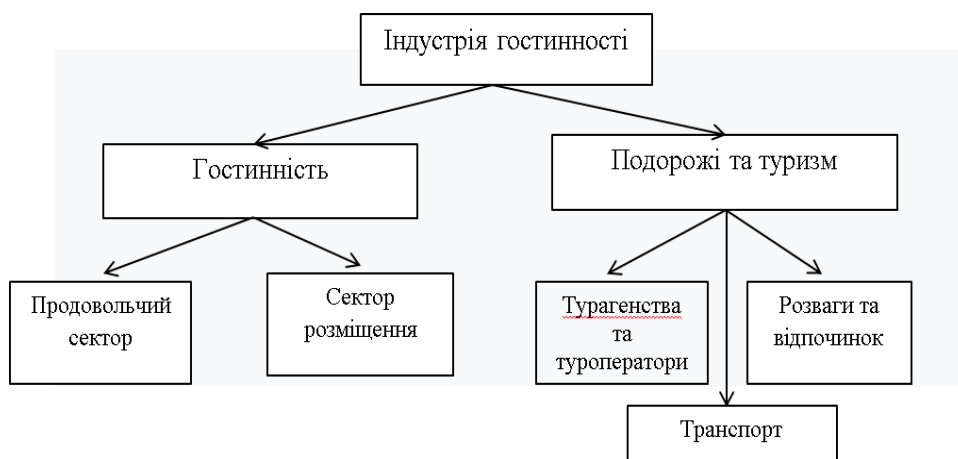 Індустрія гостинності
Гостинність
Подорожі та туризм
Продовольчий
сектор
Сектор
розміщення
Турагенства
та
туроператори
Розваги та
відпочинок
Транспорт